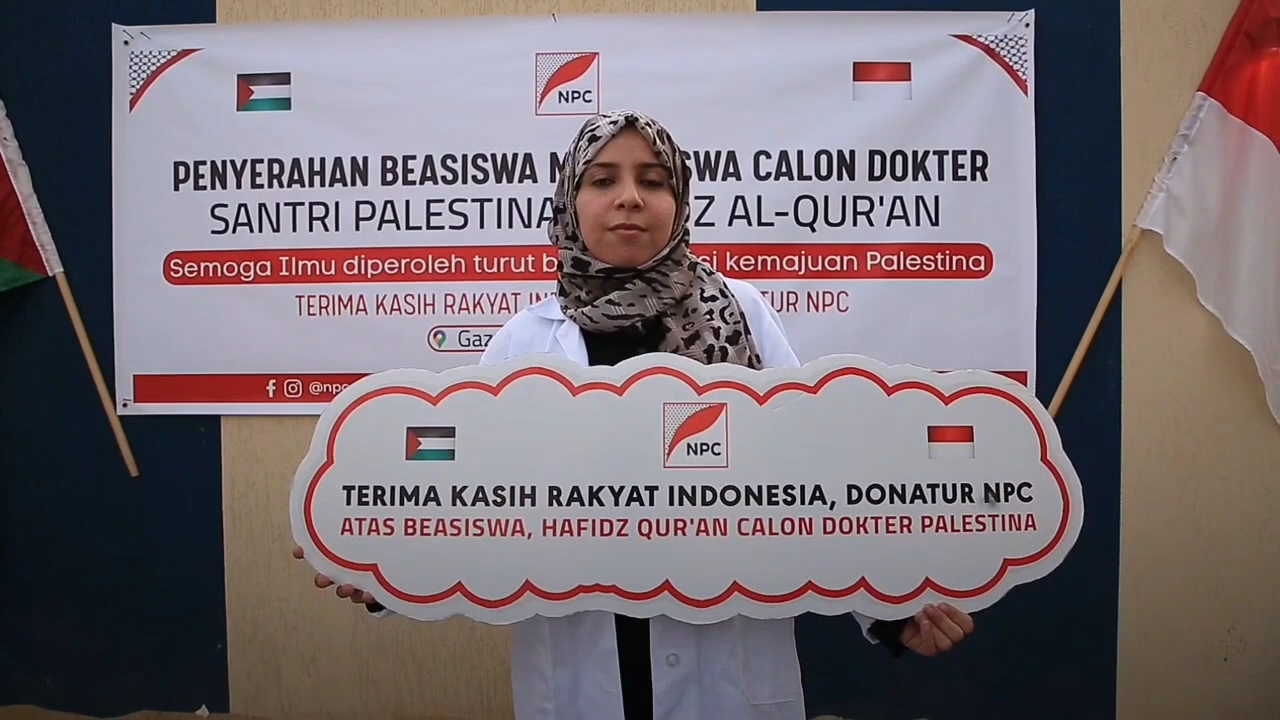 NPC
PENYERAHAN BEASISWA M SWA CALON DOKTER
SANTRI PALESTINA DZ AL-QUR'AN
Semoga Ilmu diperoleh turut b si kemajuan Palestina
TERIMA KASIH RAKYAT IN TUR NPC
Gaz
@npc
NPC
TERIMA KASIH RAKYAT INDONESIA, DONATUR NPC
ATAS BEASISWA, HAFIDZ QUR'AN CALON DOKTER PALESTINA